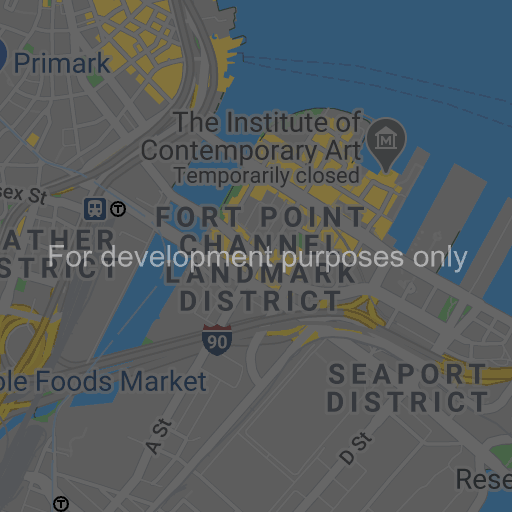 Primark
The Institute of
Contemporary Art
Temporarily closed
sex St
T
FORT POINT
CHANNEL
LANDMARK
DISTRICT
ATHER
STRICT
For development purposes only
90
ole Foods Market
SEAPORT
DISTRICT
A St
D St
Rese
T